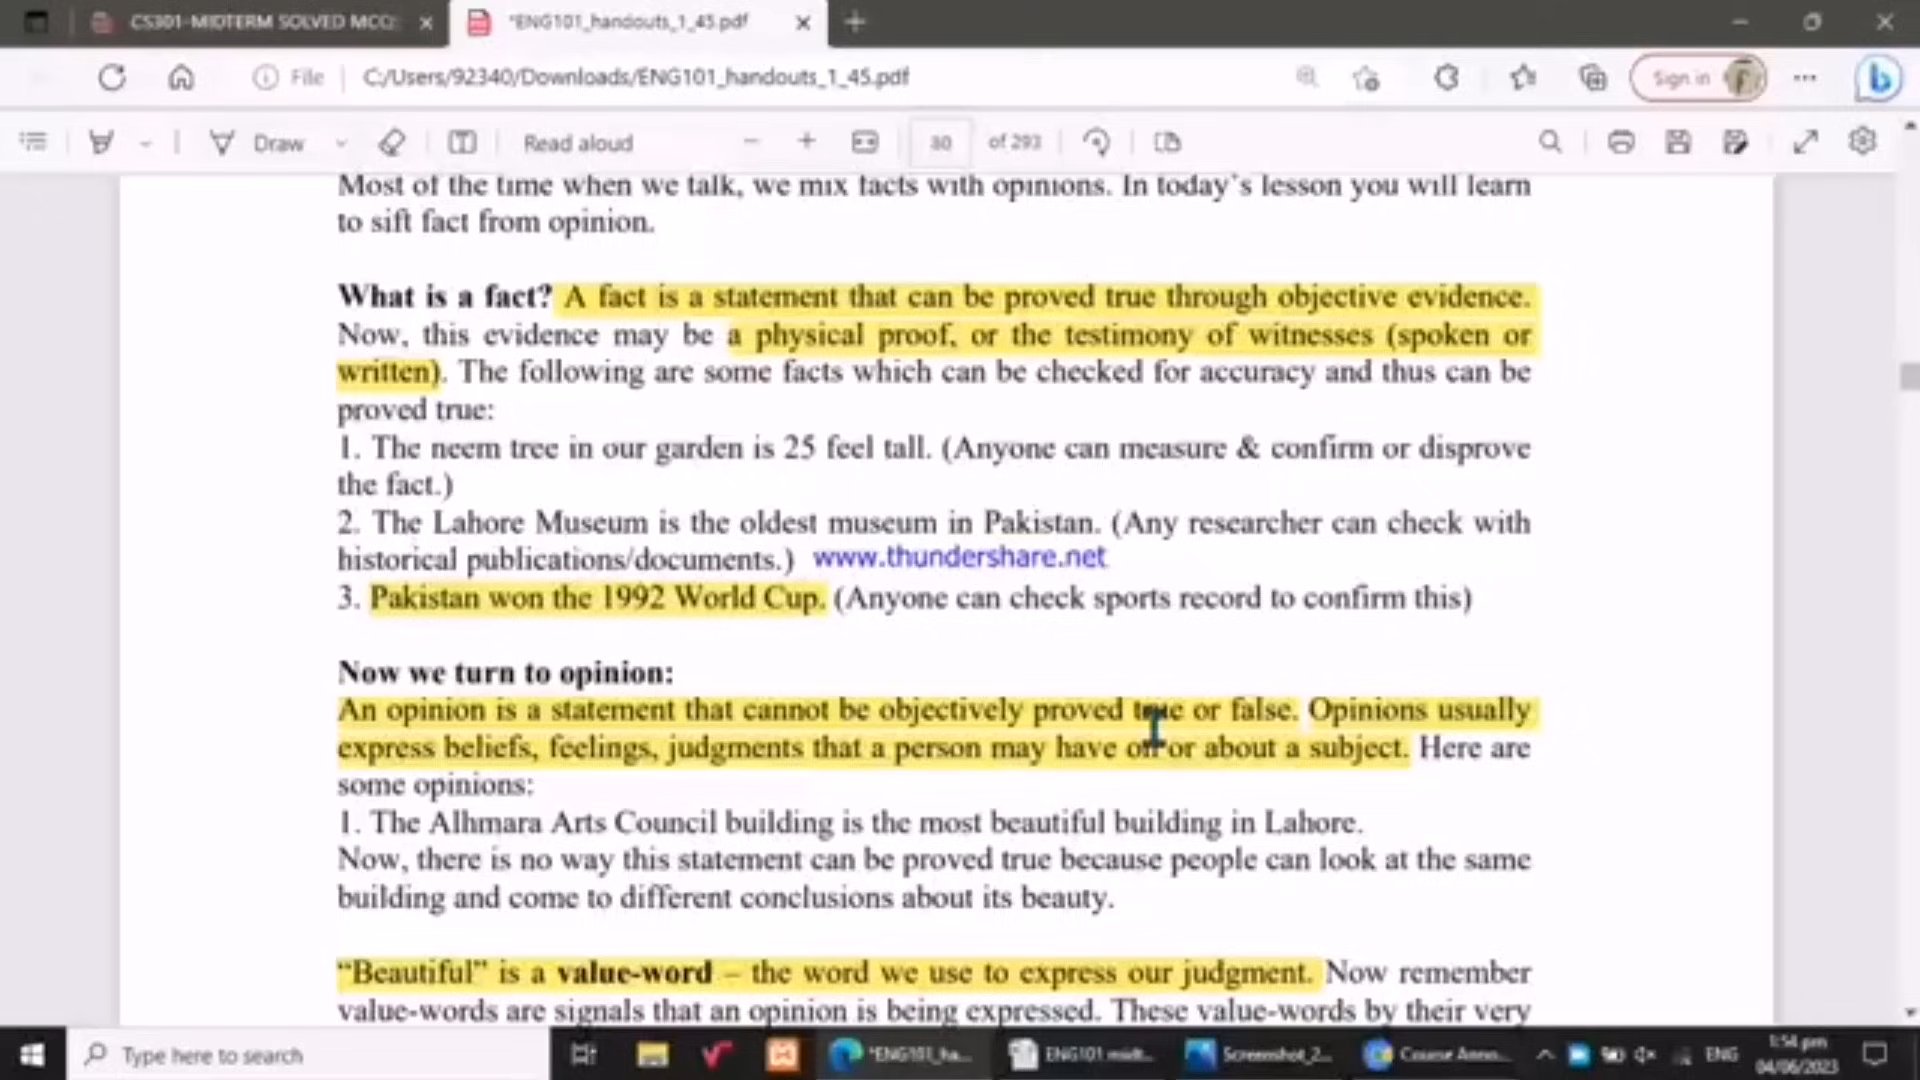 CS301-MIDTERM SOLVED MCQ
*ENG101_handouts_1_45.pdf
File
C:/Users/92340/Downloads/ENG101_handouts_1_45.pdf
Sign in
Draw
Read aloud
30 of 293
Most of the time when we talk, we mix facts with opinions. In today's lesson you will learn
to sift fact from opinion.
What is a fact? A fact is a statement that can be proved true through objective evidence.
Now, this evidence may be a physical proof, or the testimony of witnesses (spoken or
written). The following are some facts which can be checked for accuracy and thus can be
proved true:
1. The neem tree in our garden is 25 feel tall. (Anyone can measure & confirm or disprove
the fact.)
2. The Lahore Museum is the oldest museum in Pakistan. (Any researcher can check with
historical publications/documents.) www.thundershare.net
3. Pakistan won the 1992 World Cup. (Anyone can check sports record to confirm this)
Now we turn to opinion:
An opinion is a statement that cannot be objectively proved true or false. Opinions usually
express beliefs, feelings, judgments that a person may have on or about a subject. Here are
some opinions:
1. The Alhmara Arts Council building is the most beautiful building in Lahore.
Now, there is no way this statement can be proved true because people can look at the same
building and come to different conclusions about its beauty.
“Beautiful” is a value-word – the word we use to express our judgment. Now remember
value-words are signals that an opinion is being expressed. These value-words by their very
Type here to search
*ENG101_ha...
ENG101 midt...
Screenshot_2...
Course Anno...
ENG
1:54 pm
04/06/2023